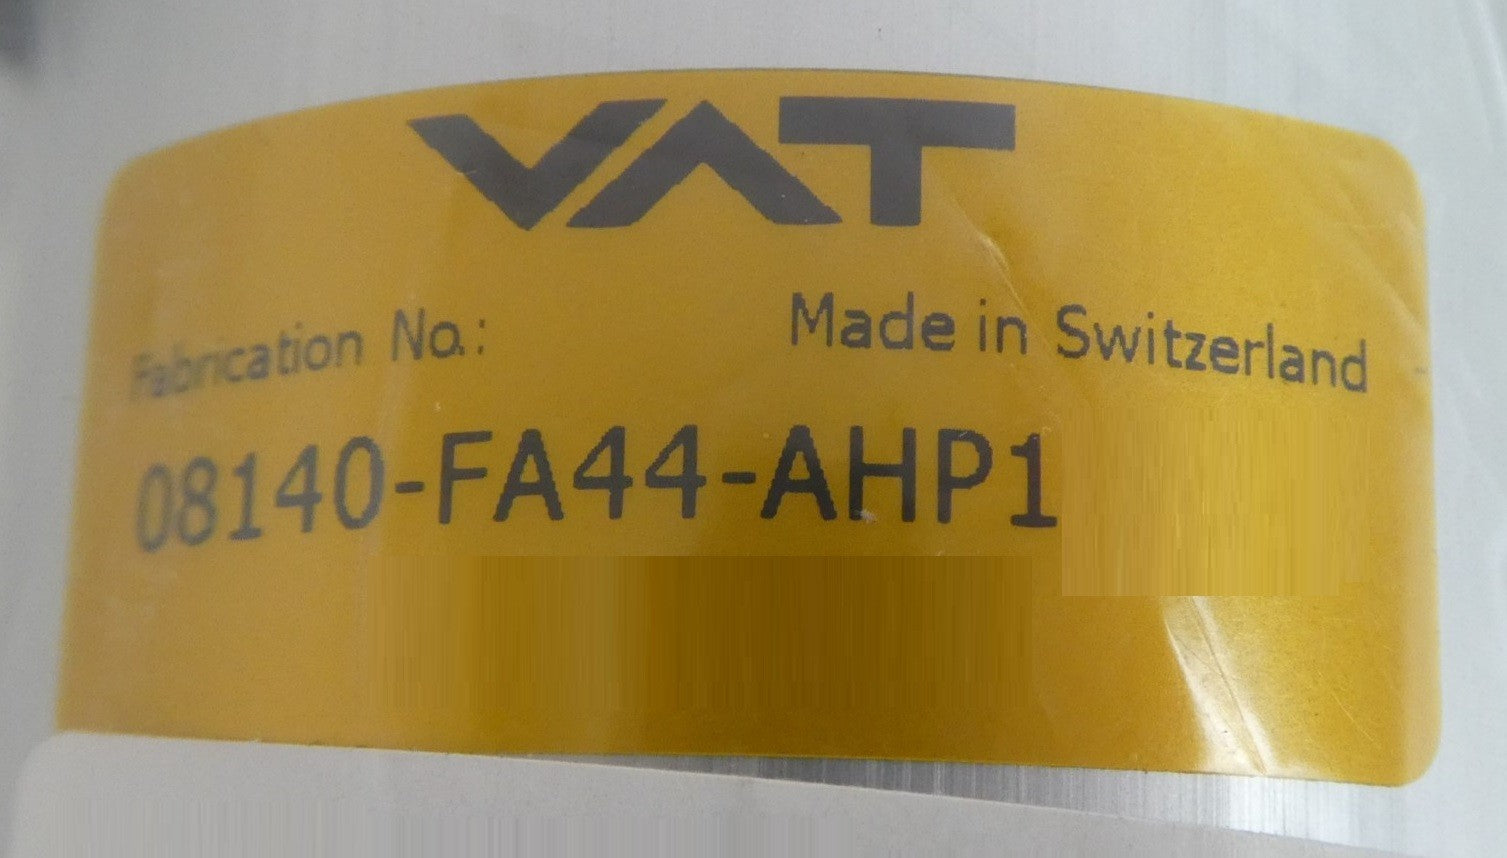 VAT
Fabrication No.: Made in Switzerland
08140-FA44-AHP1